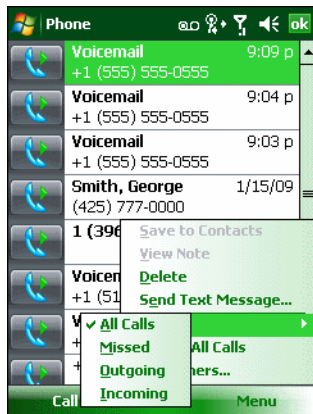 Phone ok
Voicemail 9:09 p
+1 (555) 555-0555
Voicemail 9:04 p
+1 (555) 555-0555
Voicemail 9:03 p
+1 (555) 555-0555
Smith, George 1/15/09
(425) 777-0000
1 (396
Save to Contacts
View Note
Voicen
Delete
+1 (51
Send Text Message...
V
All Calls
+
Missed
All Calls
Outgoing
ners...
+
Incoming
Call
Menu